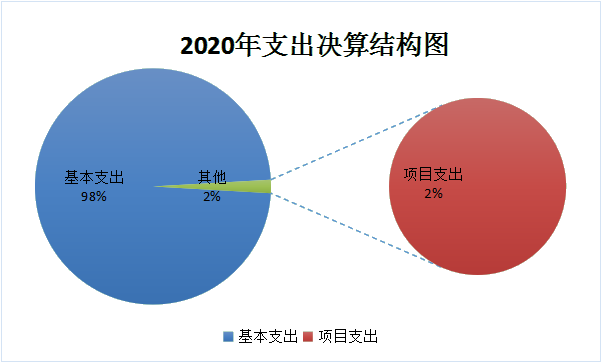 2020年支出决算结构图
基本支出
98%
其他
2%
项目支出
2%
基本支出 项目支出